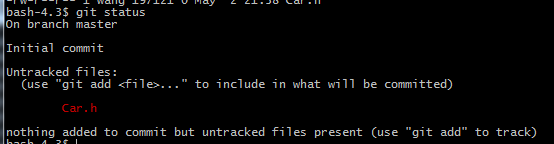 -rw-r--r-- 1 wang 197121 0 May 2 21:58 Car.h
bash-4.3$ git status
On branch master

Initial commit

Untracked files:
  (use "git add <file>..." to include in what will be committed)

        Car.h

nothing added to commit but untracked files present (use "git add" to track)
bash-4.3$